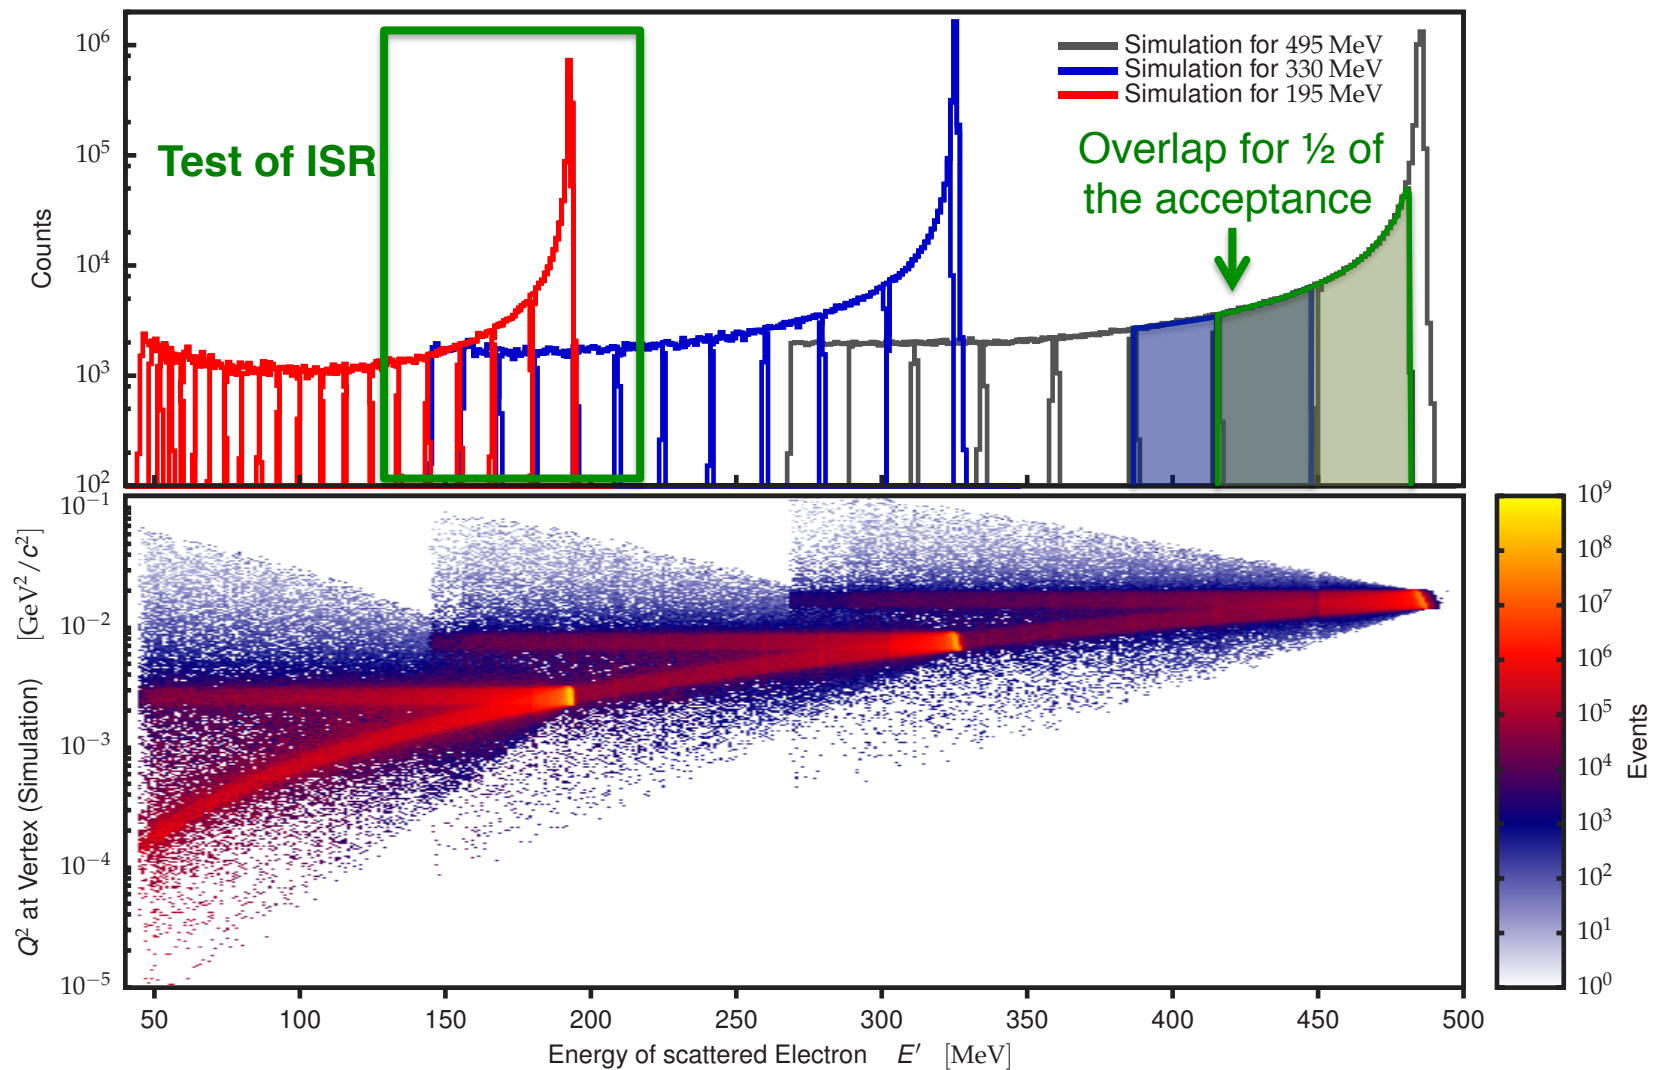 Simulation for 495 MeV
Simulation for 330 MeV
Simulation for 195 MeV
Test of ISR
Overlap for ½ of
the acceptance
Counts
10⁶
10⁵
10⁴
10³
10²
Q² at Vertex (Simulation) [GeV²/c²]
10⁻¹
10⁻²
10⁻³
10⁻⁴
10⁻⁵
50 100 150 200 250 300 350 400 450 500
Energy of scattered Electron E′ [MeV]
10⁹
10⁸
10⁷
10⁶
10⁵
10⁴
10³
10²
10¹
10⁰
Events